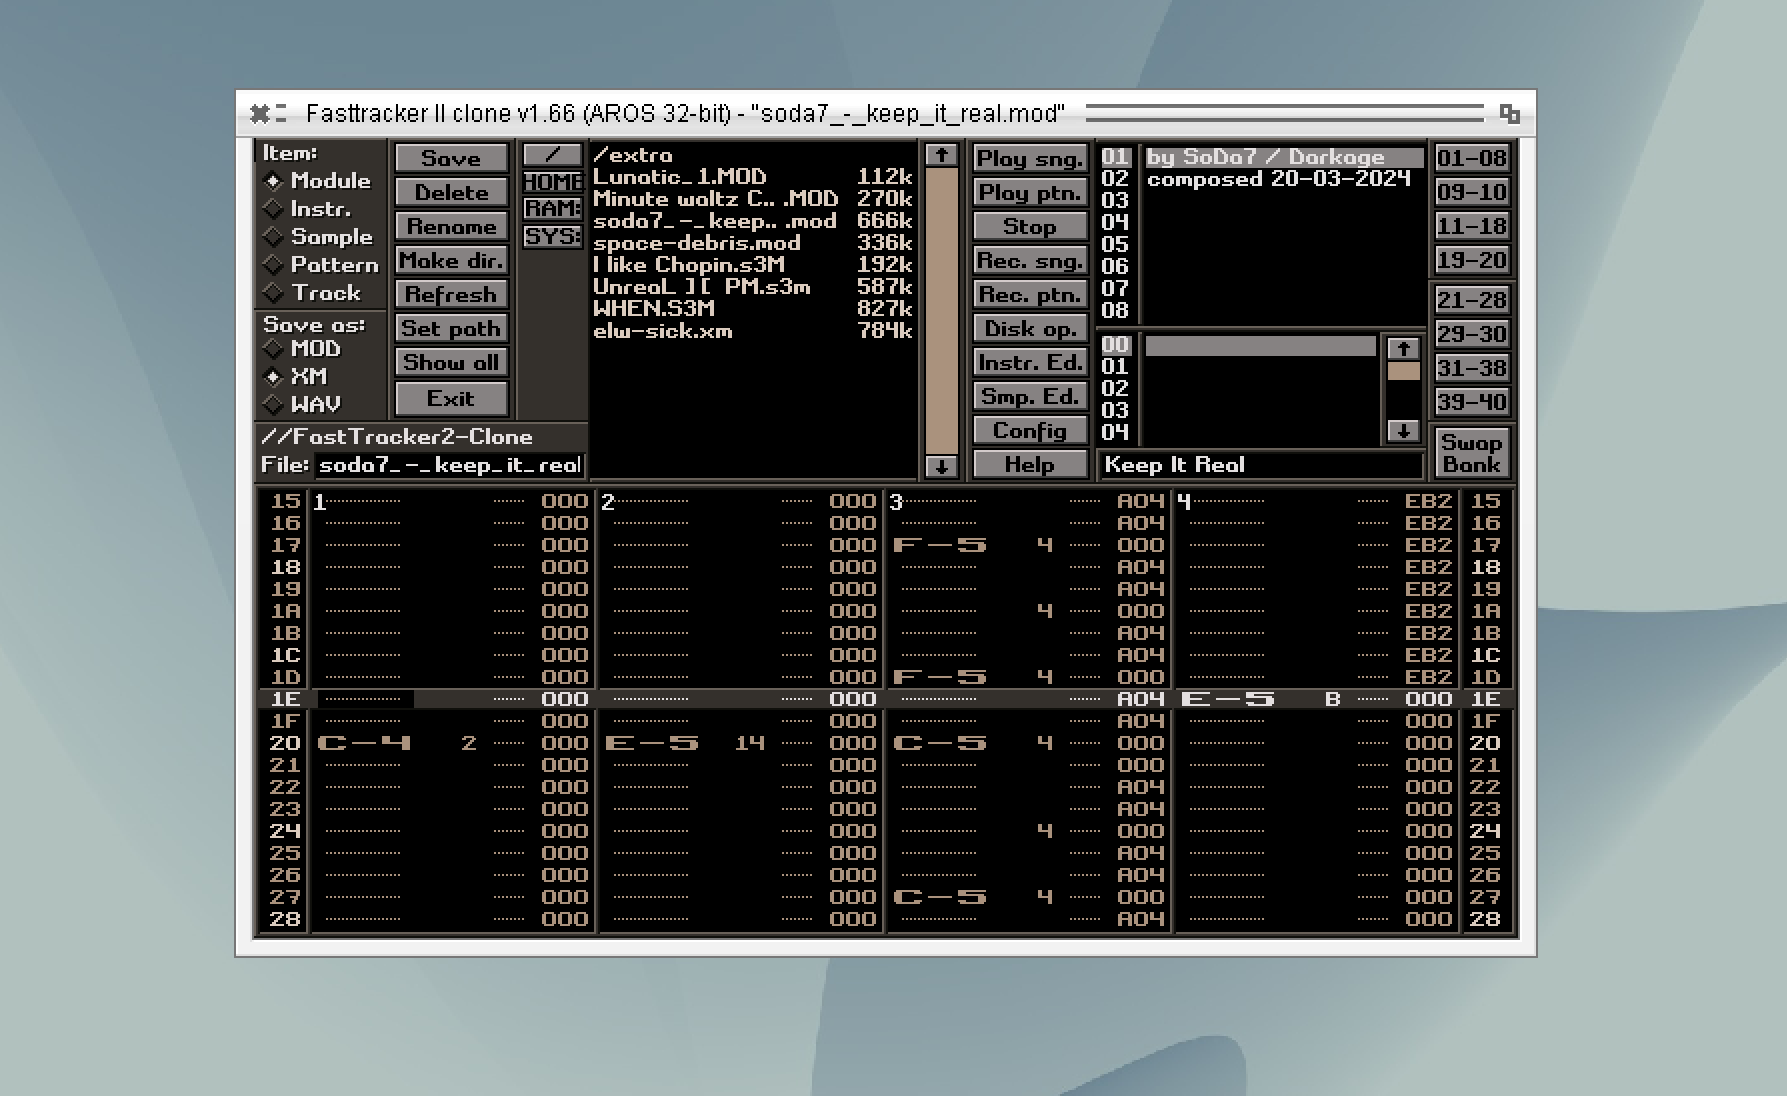 Fasttracker II clone v1.66 (AROS 32-bit) - "soda7_-_keep_it_real.mod"
Item:
Module
Instr.
Sample
Pattern
Track
Save as:
MOD
XM
WAV
Save
Delete
Rename
Make dir.
Refresh
Set path
Show all
Exit
/
HOME
RAM:
SYS:
//FastTracker2-Clone
File: soda7_-_keep_it_real
/extra
Lunatic_1.MOD 112k
Minute waltz C.. .MOD 270k
soda7_-_keep.. .mod 666k
space-debris.mod 336k
I like Chopin.s3M 192k
UnreaL ][ PM.s3m 587k
WHEN.S3M 827k
elw-sick.xm 784k
Play sng.
Play ptn.
Stop
Rec. sng.
Rec. ptn.
Disk op.
Instr. Ed.
Smp. Ed.
Config
Help
01 by SoDa7 / Darkage
02 composed 20-03-2024
03
04
05
06
07
08
00
01
02
03
04
Keep It Real
01-08
09-10
11-18
19-20
21-28
29-30
31-38
39-40
Swap
Bank
15 1 000 2 000 3 A04 4 EB2 15
16 000 000 A04 EB2 16
17 000 000 F-5 4 000 EB2 17
18 000 000 A04 EB2 18
19 000 000 A04 EB2 19
1A 000 000 4 000 EB2 1A
1B 000 000 A04 EB2 1B
1C 000 000 A04 EB2 1C
1D 000 000 F-5 4 000 EB2 1D
1E 000 000 A04 E-5 B 000 1E
1F 000 000 A04 000 1F
20 C-4 2 000 E-5 14 000 C-5 4 000 000 20
21 000 000 A04 000 21
22 000 000 A04 000 22
23 000 000 A04 000 23
24 000 000 4 000 000 24
25 000 000 A04 000 25
26 000 000 A04 000 26
27 000 000 C-5 4 000 000 27
28 000 000 A04 000 28